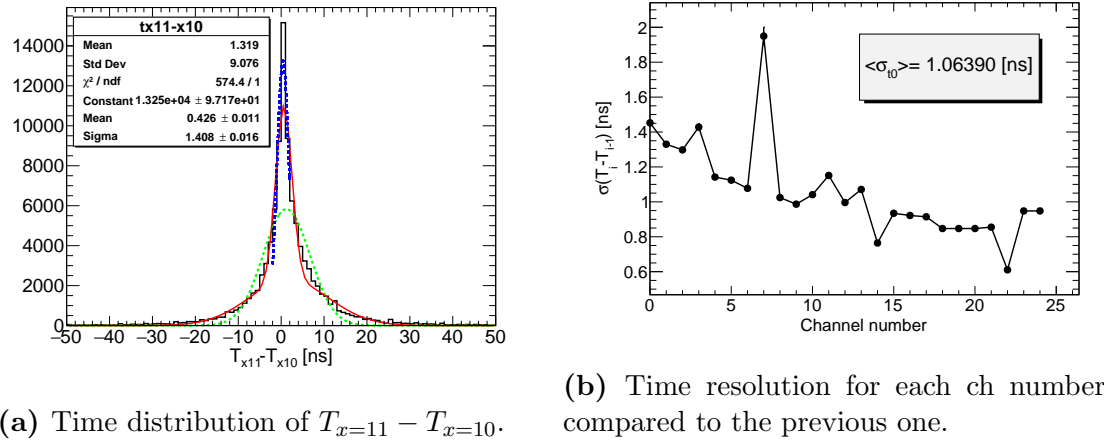 tx11-x10
Mean 1.319
Std Dev 9.076
χ² / ndf 574.4 / 1
Constant 1.325e+04 ± 9.717e+01
Mean 0.426 ± 0.011
Sigma 1.408 ± 0.016
14000
12000
10000
8000
6000
4000
2000
0
−50 −40 −30 −20 −10 0 10 20 30 40 50
T_x11-T_x10 [ns]
(a) Time distribution of T_{x=11} − T_{x=10}.
<σ_t0>= 1.06390 [ns]
σ(T_i-T_{i-1}) [ns]
2
1.8
1.6
1.4
1.2
1
0.8
0.6
0 5 10 15 20 25
Channel number
(b) Time resolution for each ch number
compared to the previous one.